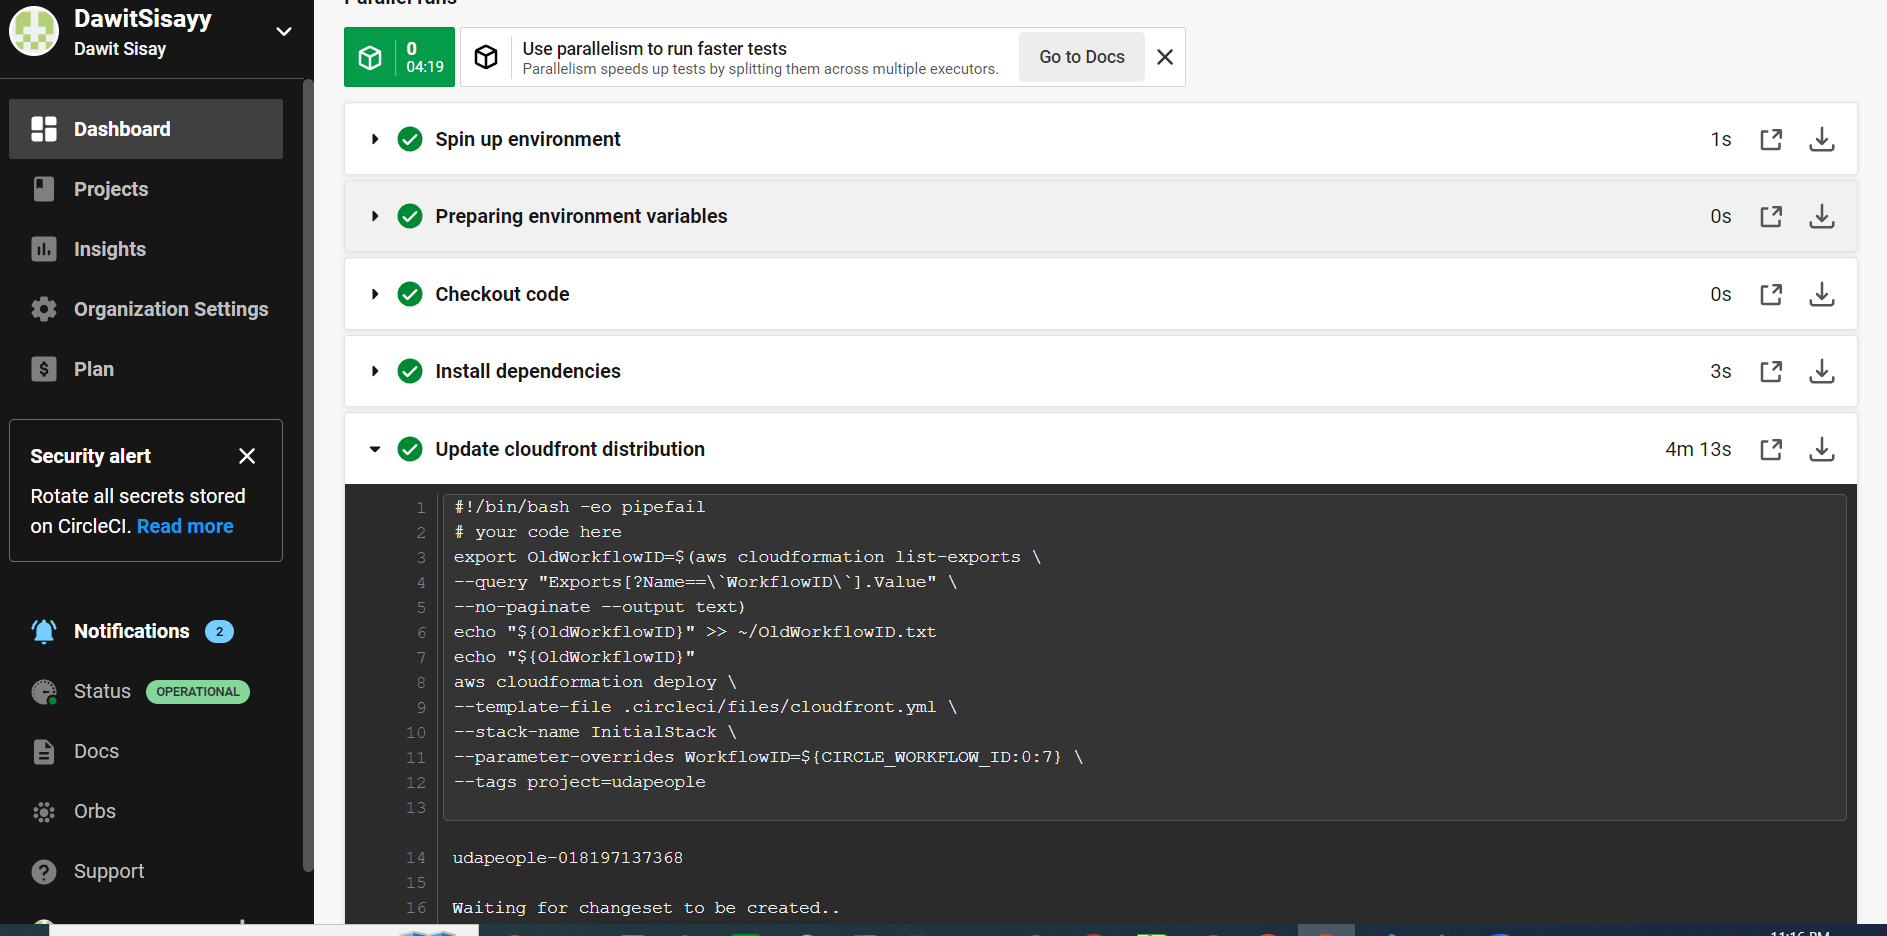 DawitSisayy
Dawit Sisay
Dashboard
Projects
Insights
Organization Settings
Plan
Security alert
Rotate all secrets stored
on CircleCI. Read more
Notifications 2
Status OPERATIONAL
Docs
Orbs
Support
Parallel runs
0
04:19
Use parallelism to run faster tests
Parallelism speeds up tests by splitting them across multiple executors.
Go to Docs
Spin up environment 1s
Preparing environment variables 0s
Checkout code 0s
Install dependencies 3s
Update cloudfront distribution 4m 13s
1 #!/bin/bash -eo pipefail
2 # your code here
3 export OldWorkflowID=$(aws cloudformation list-exports \
4 --query "Exports[?Name==\`WorkflowID\`].Value" \
5 --no-paginate --output text)
6 echo "${OldWorkflowID}" >> ~/OldWorkflowID.txt
7 echo "${OldWorkflowID}"
8 aws cloudformation deploy \
9 --template-file .circleci/files/cloudfront.yml \
10 --stack-name InitialStack \
11 --parameter-overrides WorkflowID=${CIRCLE_WORKFLOW_ID:0:7} \
12 --tags project=udapeople
13
14 udapeople-018197137368
15
16 Waiting for changeset to be created..
11:16 PM